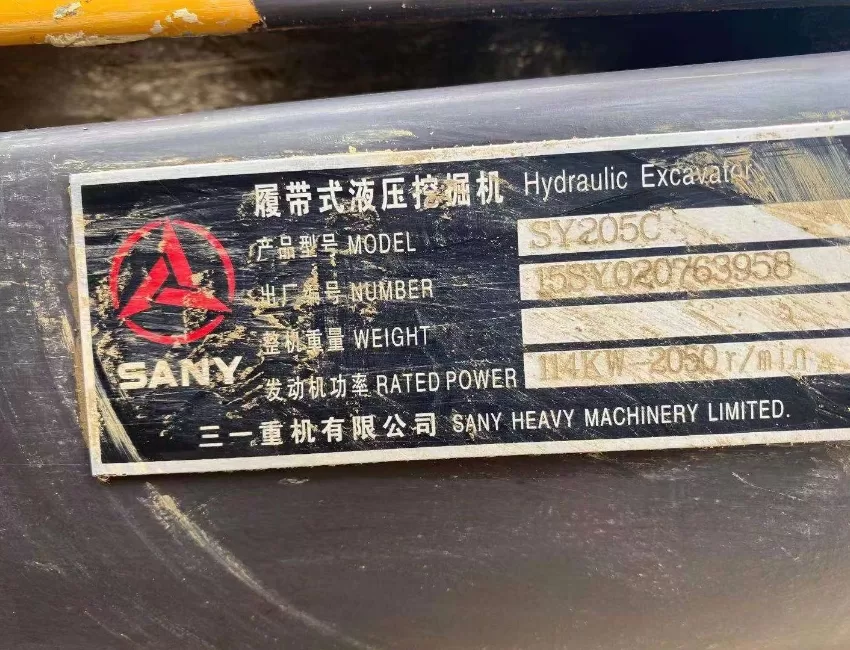 履带式液压挖掘机 Hydraulic Excavator
产品型号 MODEL SY205C
出厂编号 NUMBER 15SY020763958
整机重量 WEIGHT
发动机功率 RATED POWER 114KW-2050r/min
SANY
三一重机有限公司 SANY HEAVY MACHINERY LIMITED.